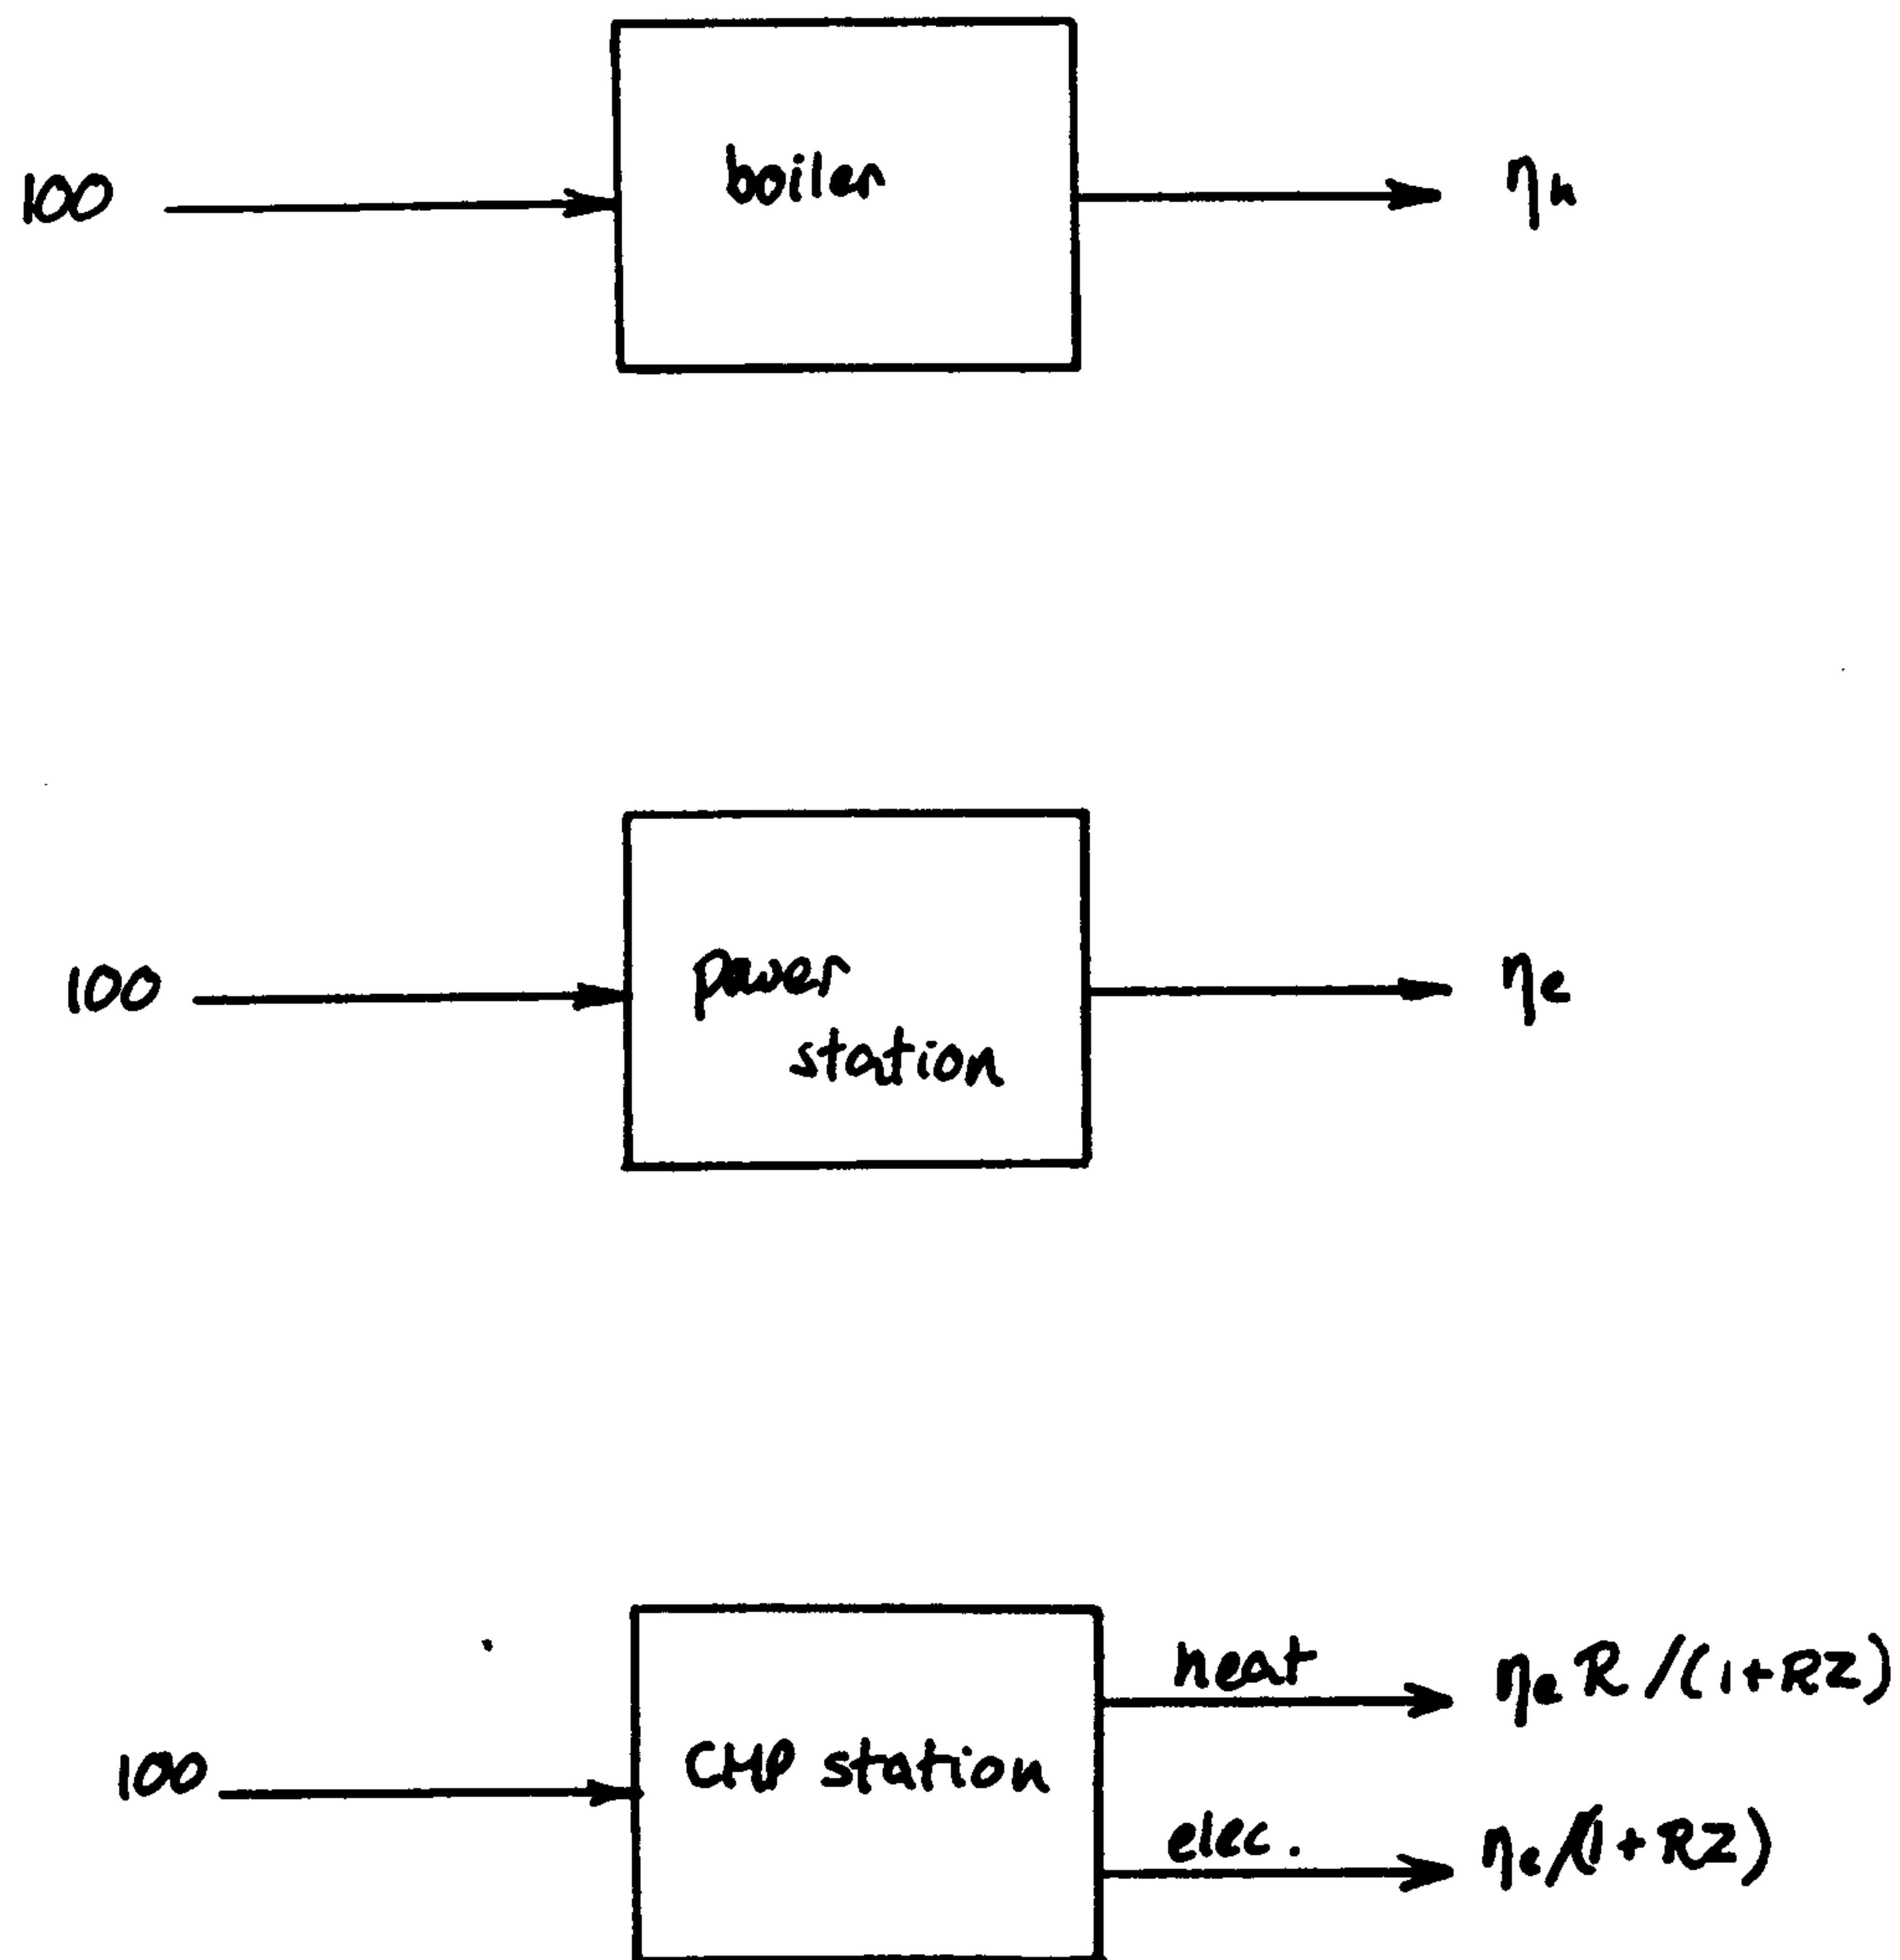 100
boiler
ηh
100
power
station
ηe
heat
ηeR/(1+RZ)
100
CHP station
elec.
ηe/(1+RZ)